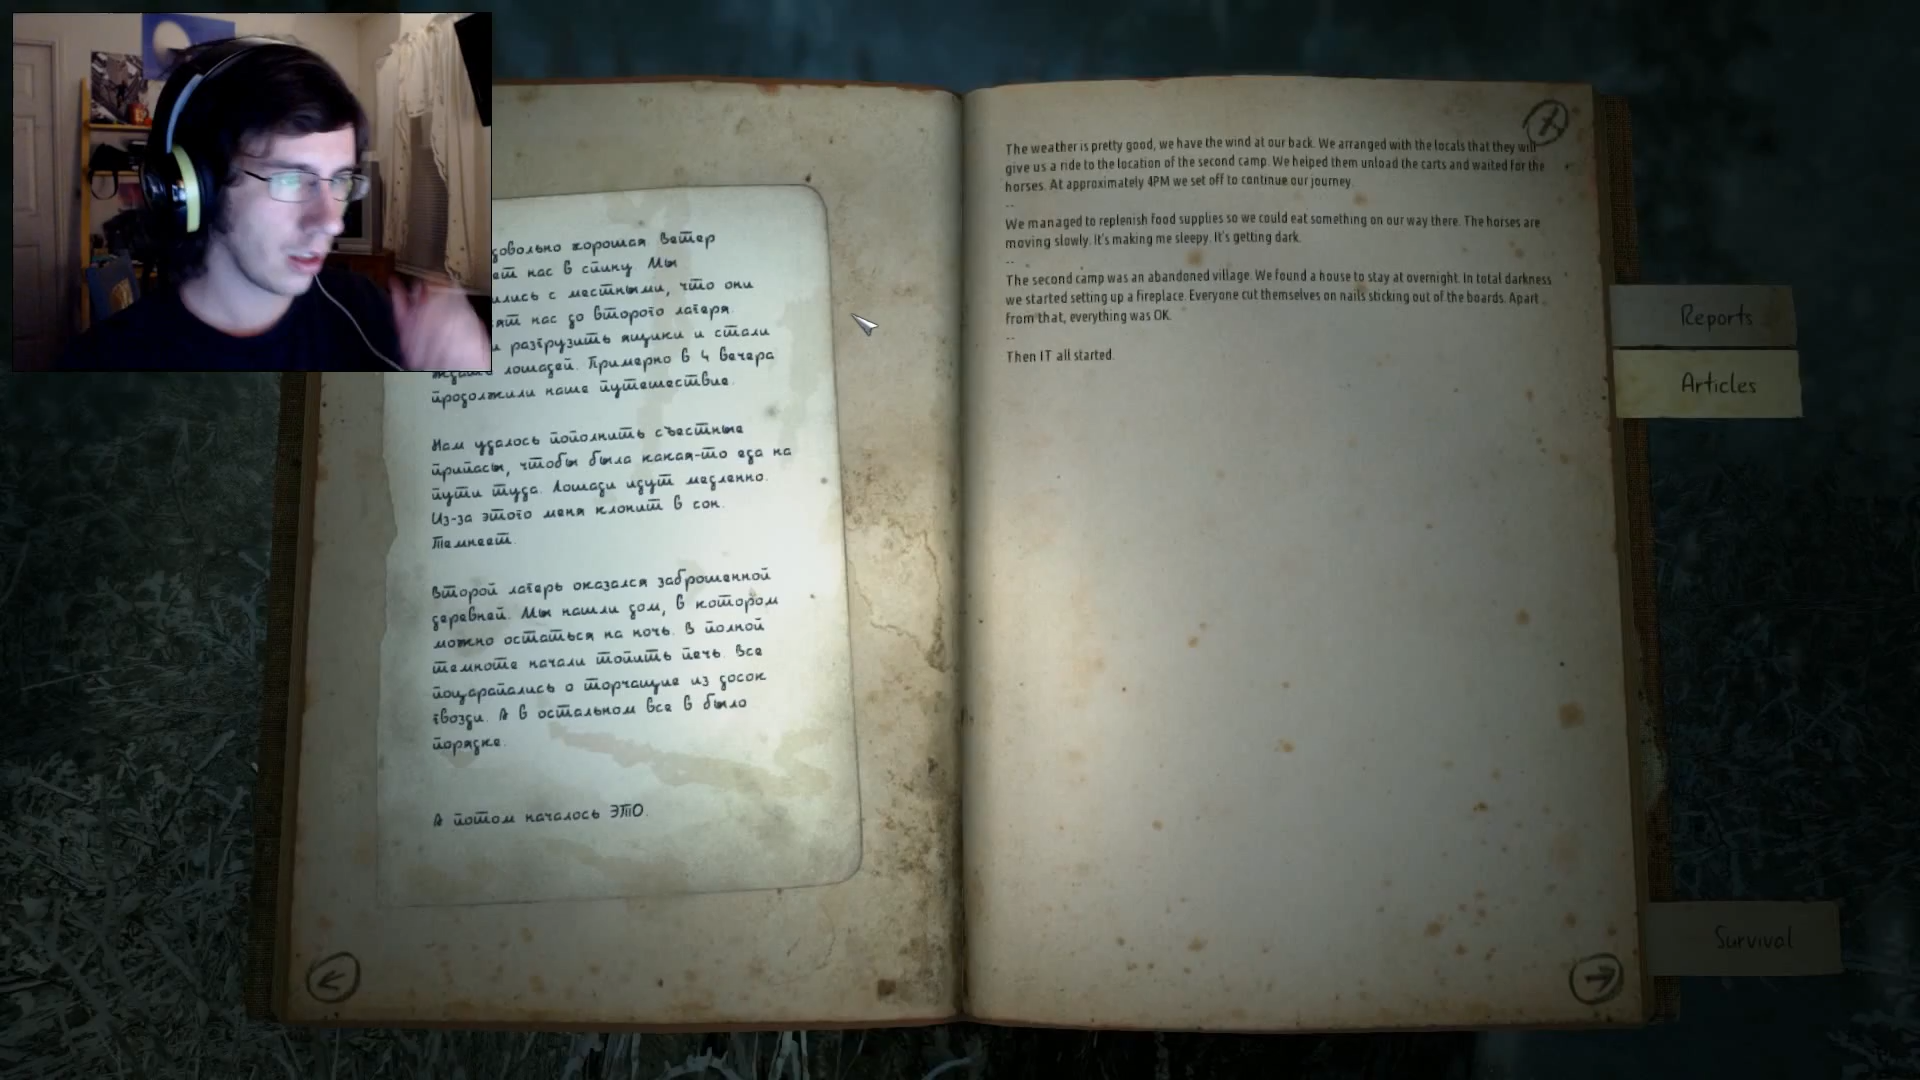 довольно хорошая ветер
нас в спину. Мы
с местными, что они
нас до второго лагеря.
разгрузить ящики и стали
лошадей. Примерно в 4 вечера
продолжили наше путешествие.
Нам удалось пополнить съестные
припасы, чтобы была какая-то еда на
пути туда. Лошади идут медленно.
Из-за этого меня клонит в сон.
Темнеет.
Второй лагерь оказался заброшенной
деревней. Мы нашли дом, в котором
можно остаться на ночь. В полной
темноте начали топить печь. Все
поцарапались о торчащие из досок
гвозди. А в остальном все в было
порядке.
А потом началось ЭТО.
The weather is pretty good, we have the wind at our back. We arranged with the locals that they will
give us a ride to the location of the second camp. We helped them unload the carts and waited for the
horses. At approximately 4PM we set off to continue our journey.
--
We managed to replenish food supplies so we could eat something on our way there. The horses are
moving slowly. It's making me sleepy. It's getting dark.
--
The second camp was an abandoned village. We found a house to stay at overnight. In total darkness
we started setting up a fireplace. Everyone cut themselves on nails sticking out of the boards. Apart
from that, everything was OK.
--
Then IT all started.
Reports
Articles
Survival